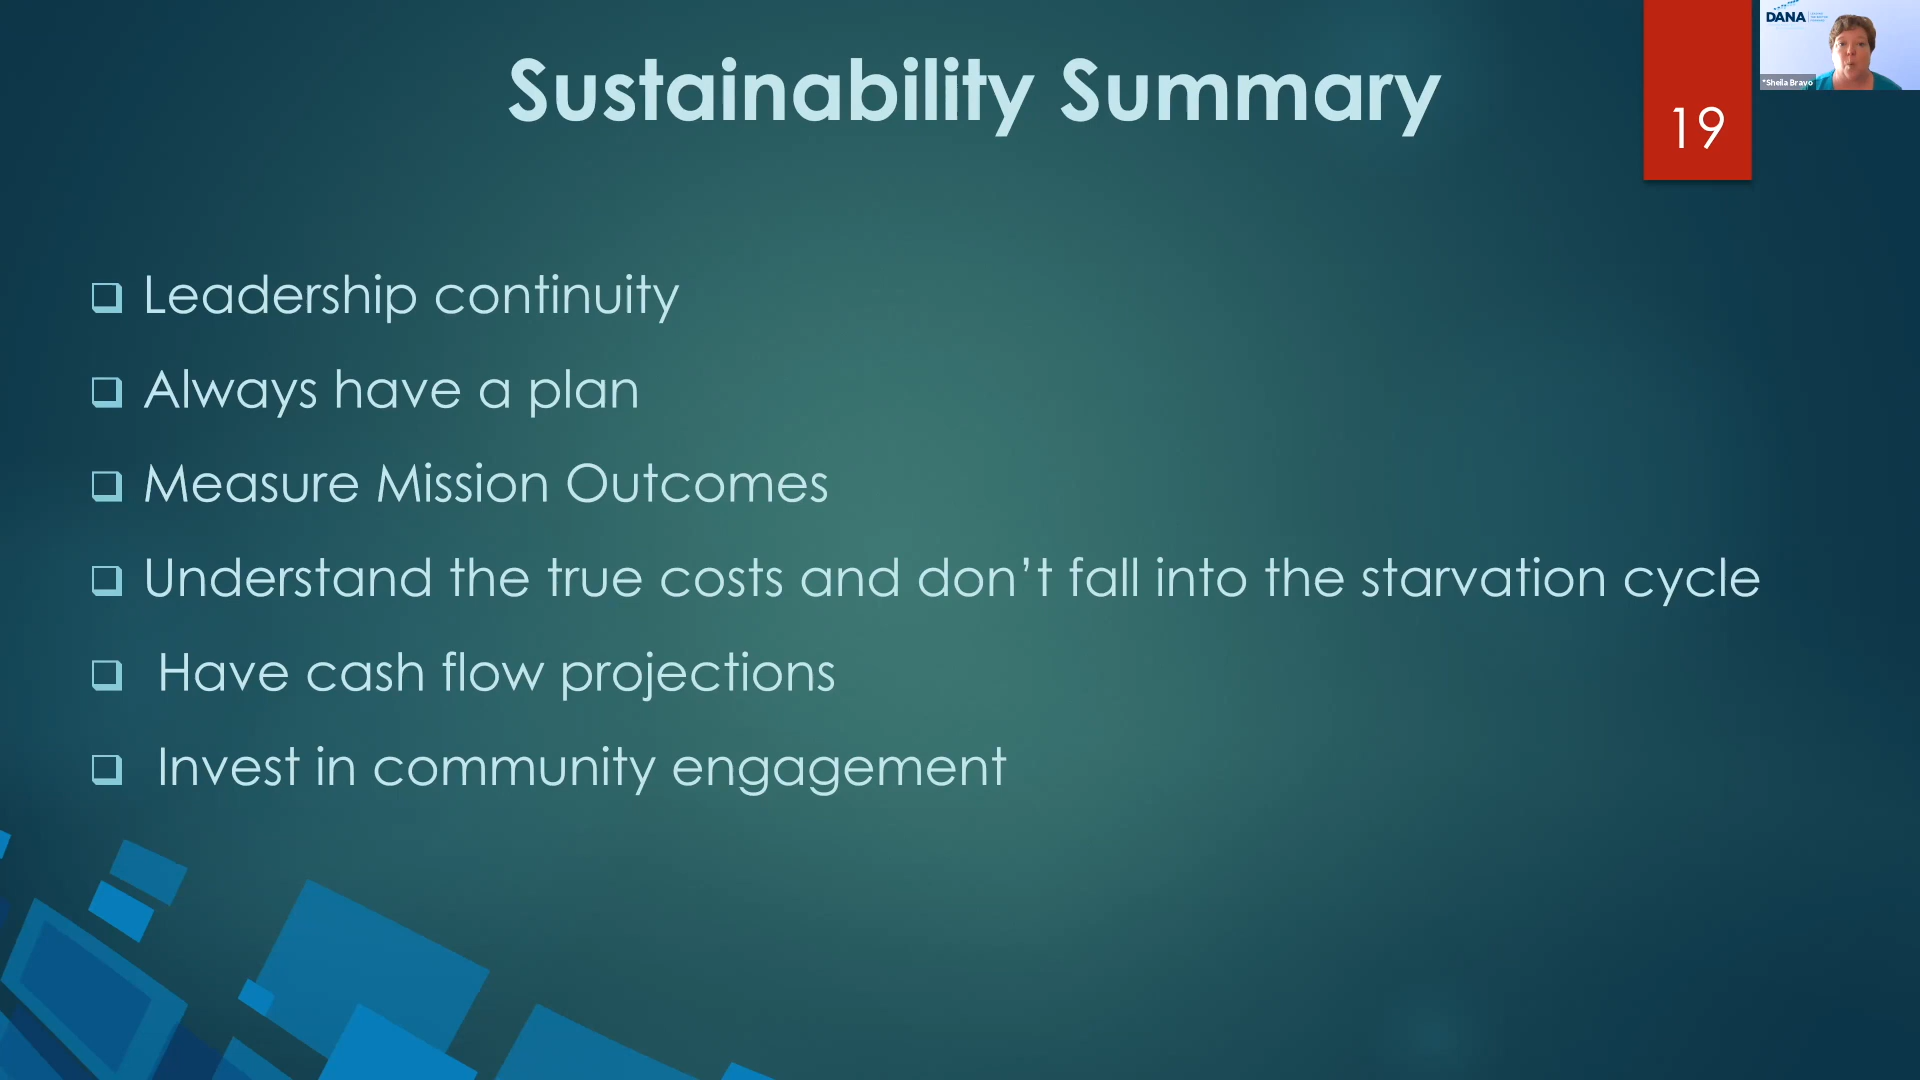 Sustainability Summary
19
DANA
*Sheila Bravo
❑ Leadership continuity
❑ Always have a plan
❑ Measure Mission Outcomes
❑ Understand the true costs and don’t fall into the starvation cycle
❑ Have cash flow projections
❑ Invest in community engagement